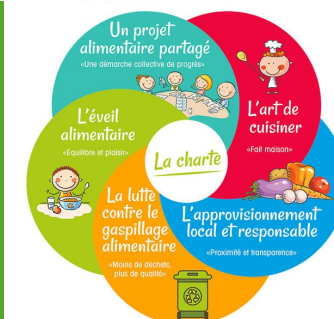 Un projet
alimentaire partagé
«Une démarche collective de progrès»
L'art de
cuisiner
«Fait maison»
L'éveil
alimentaire
«Equilibre et plaisir»
La charte
La lutte
contre le
gaspillage
alimentaire
«Moins de déchets,
plus de qualité»
L'approvisionnement
local et responsable
«Proximité et transparence»